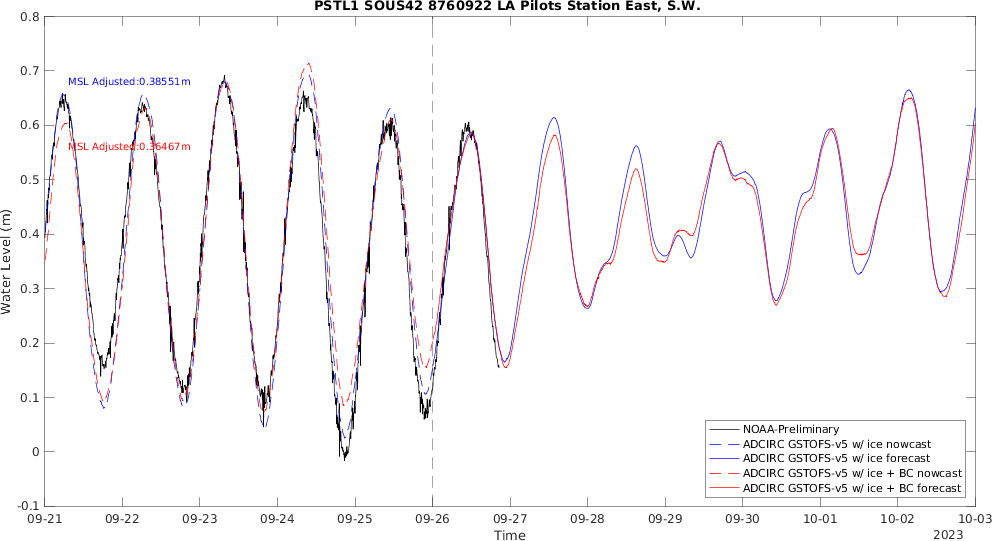 PSTL1 SOUS42 8760922 LA Pilots Station East, S.W.
0.8
0.7
0.6
0.5
0.4
0.3
0.2
0.1
0
-0.1
Water Level (m)
MSL Adjusted:0.38551m
MSL Adjusted:0.36467m
NOAA-Preliminary
ADCIRC GSTOFS-v5 w/ ice nowcast
ADCIRC GSTOFS-v5 w/ ice forecast
ADCIRC GSTOFS-v5 w/ ice + BC nowcast
ADCIRC GSTOFS-v5 w/ ice + BC forecast
09-21 09-22 09-23 09-24 09-25 09-26 09-27 09-28 09-29 09-30 10-01 10-02 10-03
Time
2023